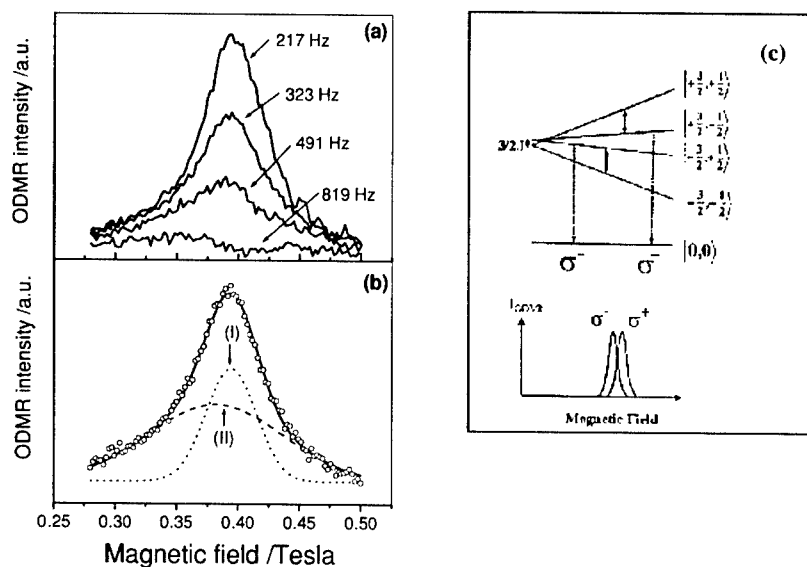 (a)
217 Hz
323 Hz
491 Hz
819 Hz
ODMR intensity /a.u.
(b)
(I)
(II)
ODMR intensity /a.u.
0.25 0.30 0.35 0.40 0.45 0.50
Magnetic field /Tesla
(c)
|+3/2,+1/2⟩
|+3/2,-1/2⟩
-3/2,+1/2⟩
-3/2,-1/2⟩
|0,0⟩
σ⁻ σ⁻
σ⁻ σ⁺
Magnetic Field